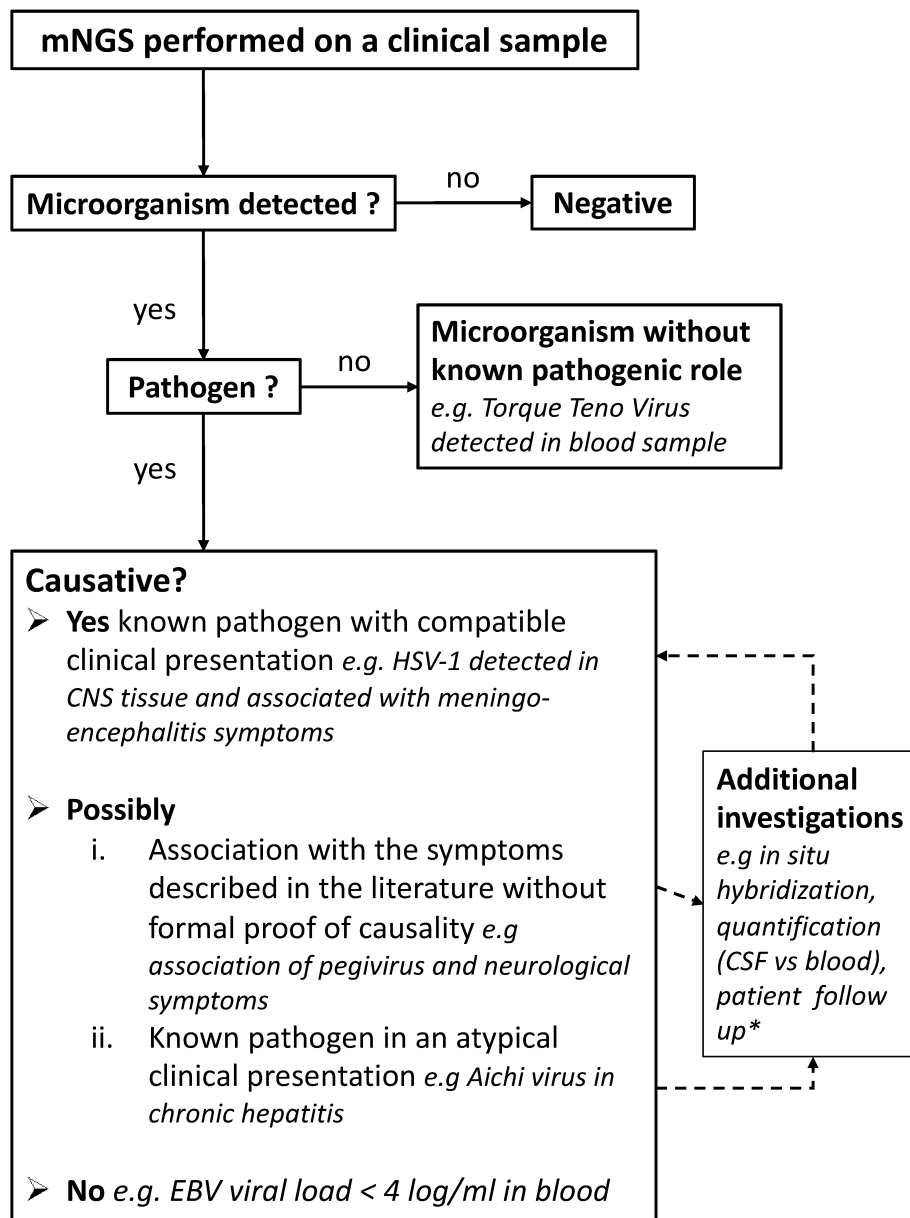 mNGS performed on a clinical sample
Microorganism detected ?
no
Negative
yes
Pathogen ?
no
Microorganism without
known pathogenic role
e.g. Torque Teno Virus
detected in blood sample
yes
Causative?
➢ Yes known pathogen with compatible
clinical presentation e.g. HSV-1 detected in
CNS tissue and associated with meningo-
encephalitis symptoms
➢ Possibly
i. Association with the symptoms
described in the literature without
formal proof of causality e.g
association of pegivirus and neurological
symptoms
ii. Known pathogen in an atypical
clinical presentation e.g Aichi virus in
chronic hepatitis
➢ No e.g. EBV viral load < 4 log/ml in blood
Additional
investigations
e.g in situ
hybridization,
quantification
(CSF vs blood),
patient follow
up*